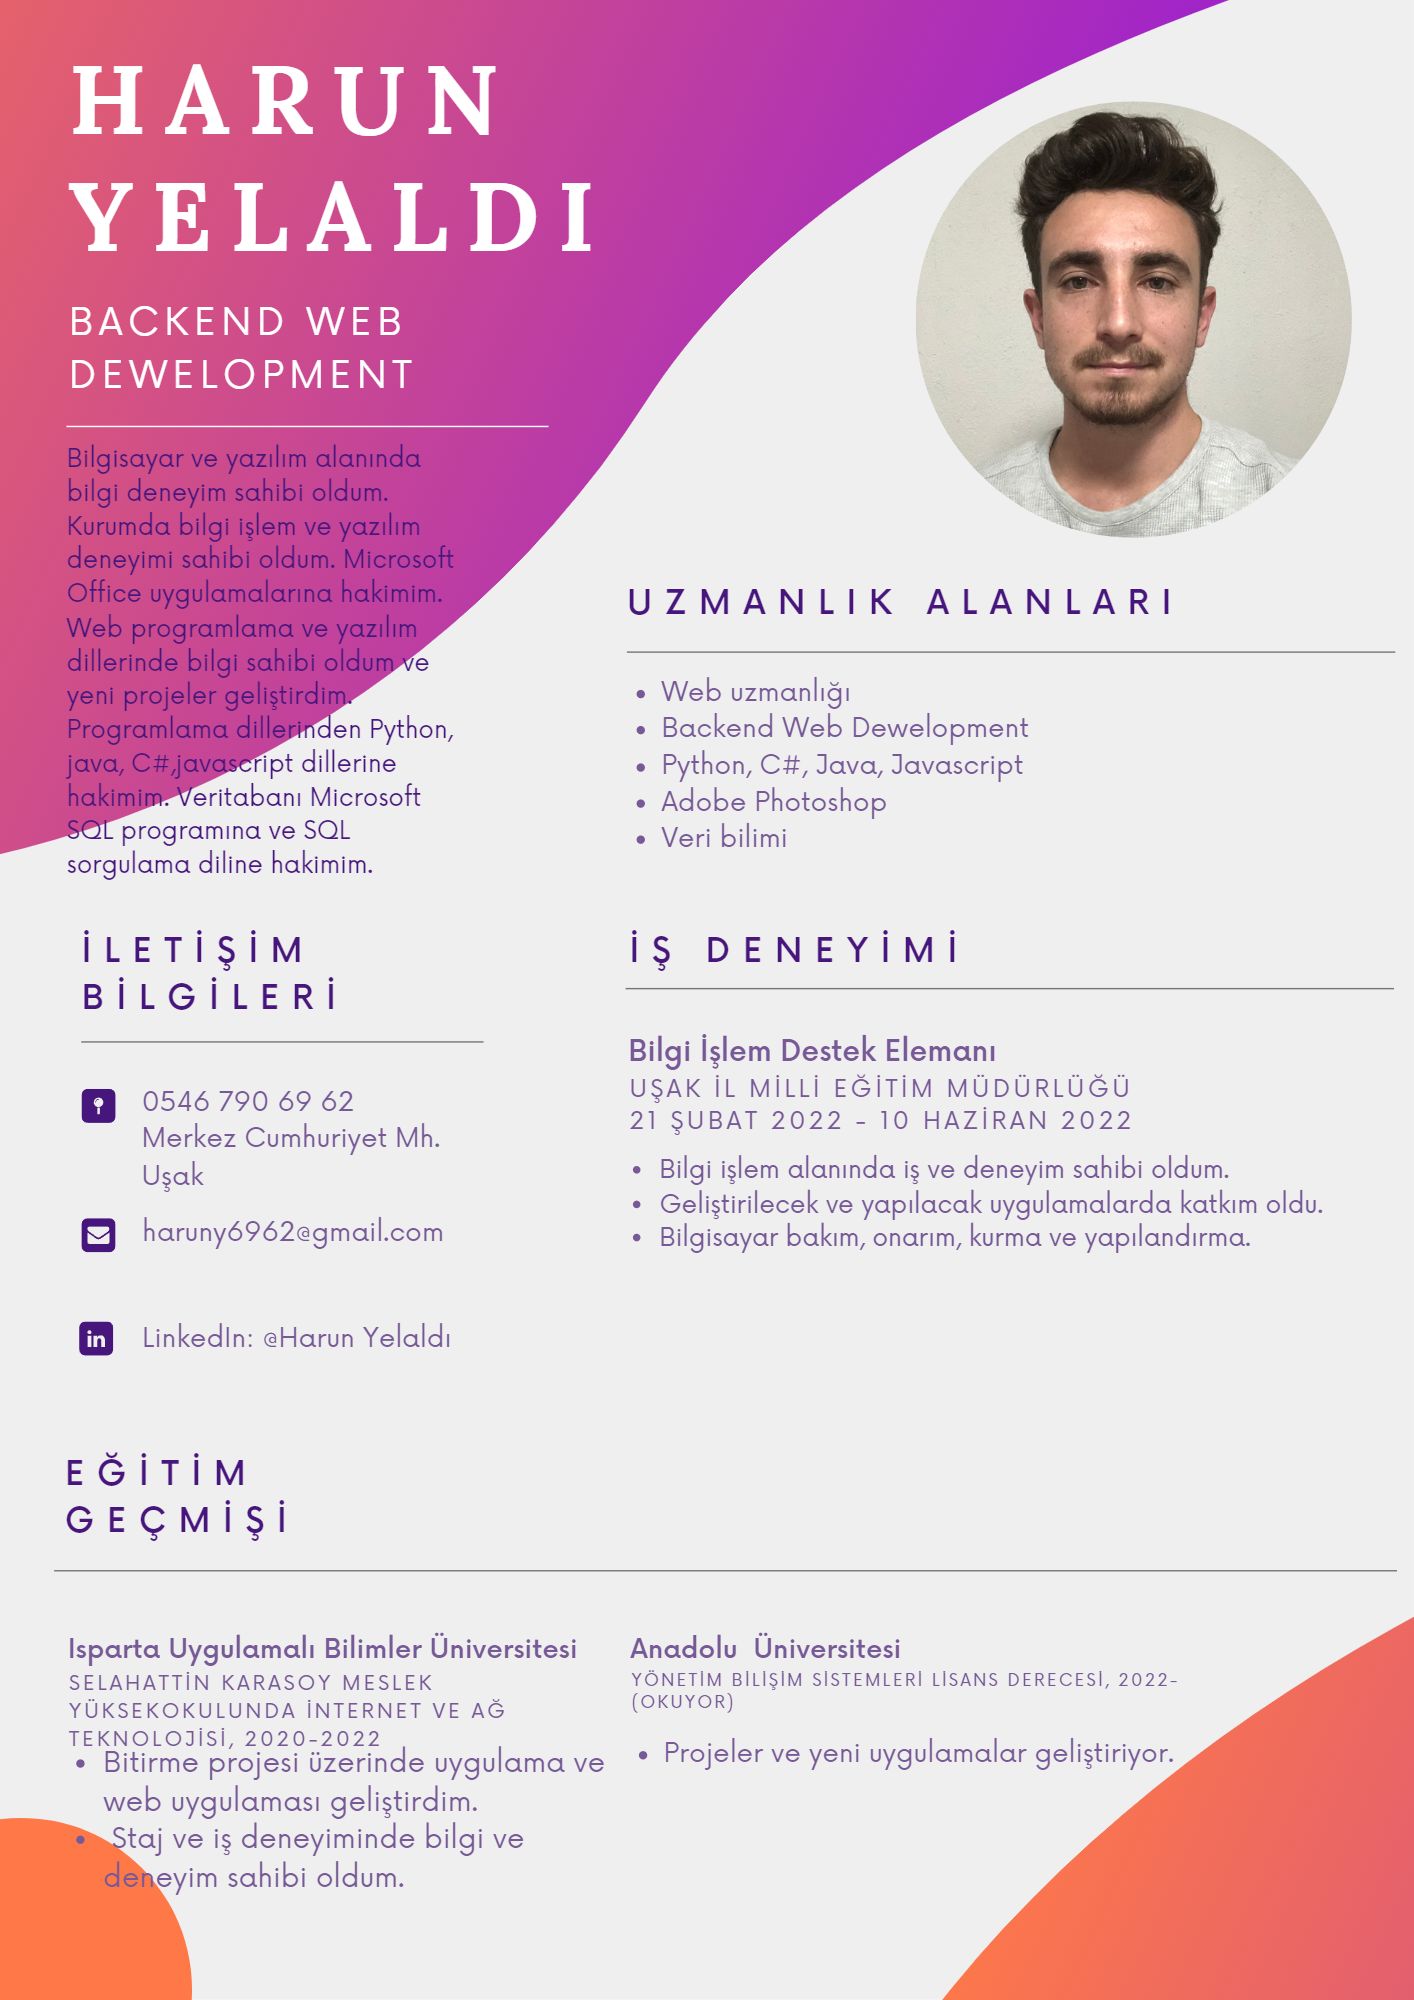 HARUN
YELALDI
BACKEND WEB
DEWELOPMENT
Bilgisayar ve yazılım alanında
bilgi deneyim sahibi oldum.
Kurumda bilgi işlem ve yazılım
deneyimi sahibi oldum. Microsoft
Office uygulamalarına hakimim.
Web programlama ve yazılım
dillerinde bilgi sahibi oldum ve
yeni projeler geliştirdim.
Programlama dillerinden Python,
java, C#,javascript dillerine
hakimim. Veritabanı Microsoft
SQL programına ve SQL
sorgulama diline hakimim.
UZMANLIK ALANLARI
• Web uzmanlığı
• Backend Web Dewelopment
• Python, C#, Java, Javascript
• Adobe Photoshop
• Veri bilimi
İLETİŞİM
BİLGİLERİ
0546 790 69 62
Merkez Cumhuriyet Mh.
Uşak
haruny6962@gmail.com
in
LinkedIn: @Harun Yelaldı
İŞ DENEYİMİ
Bilgi İşlem Destek Elemanı
UŞAK İL MİLLİ EĞİTİM MÜDÜRLÜĞÜ
21 ŞUBAT 2022 - 10 HAZİRAN 2022
• Bilgi işlem alanında iş ve deneyim sahibi oldum.
• Geliştirilecek ve yapılacak uygulamalarda katkım oldu.
• Bilgisayar bakım, onarım, kurma ve yapılandırma.
EĞİTİM
GEÇMİŞİ
Isparta Uygulamalı Bilimler Üniversitesi
SELAHATTİN KARASOY MESLEK
YÜKSEKOKULUNDA İNTERNET VE AĞ
TEKNOLOJİSİ, 2020-2022
• Bitirme projesi üzerinde uygulama ve
web uygulaması geliştirdim.
• Staj ve iş deneyiminde bilgi ve
deneyim sahibi oldum.
Anadolu  Üniversitesi
YÖNETİM BİLİŞİM SİSTEMLERİ LİSANS DERECESİ, 2022-
(OKUYOR)
• Projeler ve yeni uygulamalar geliştiriyor.